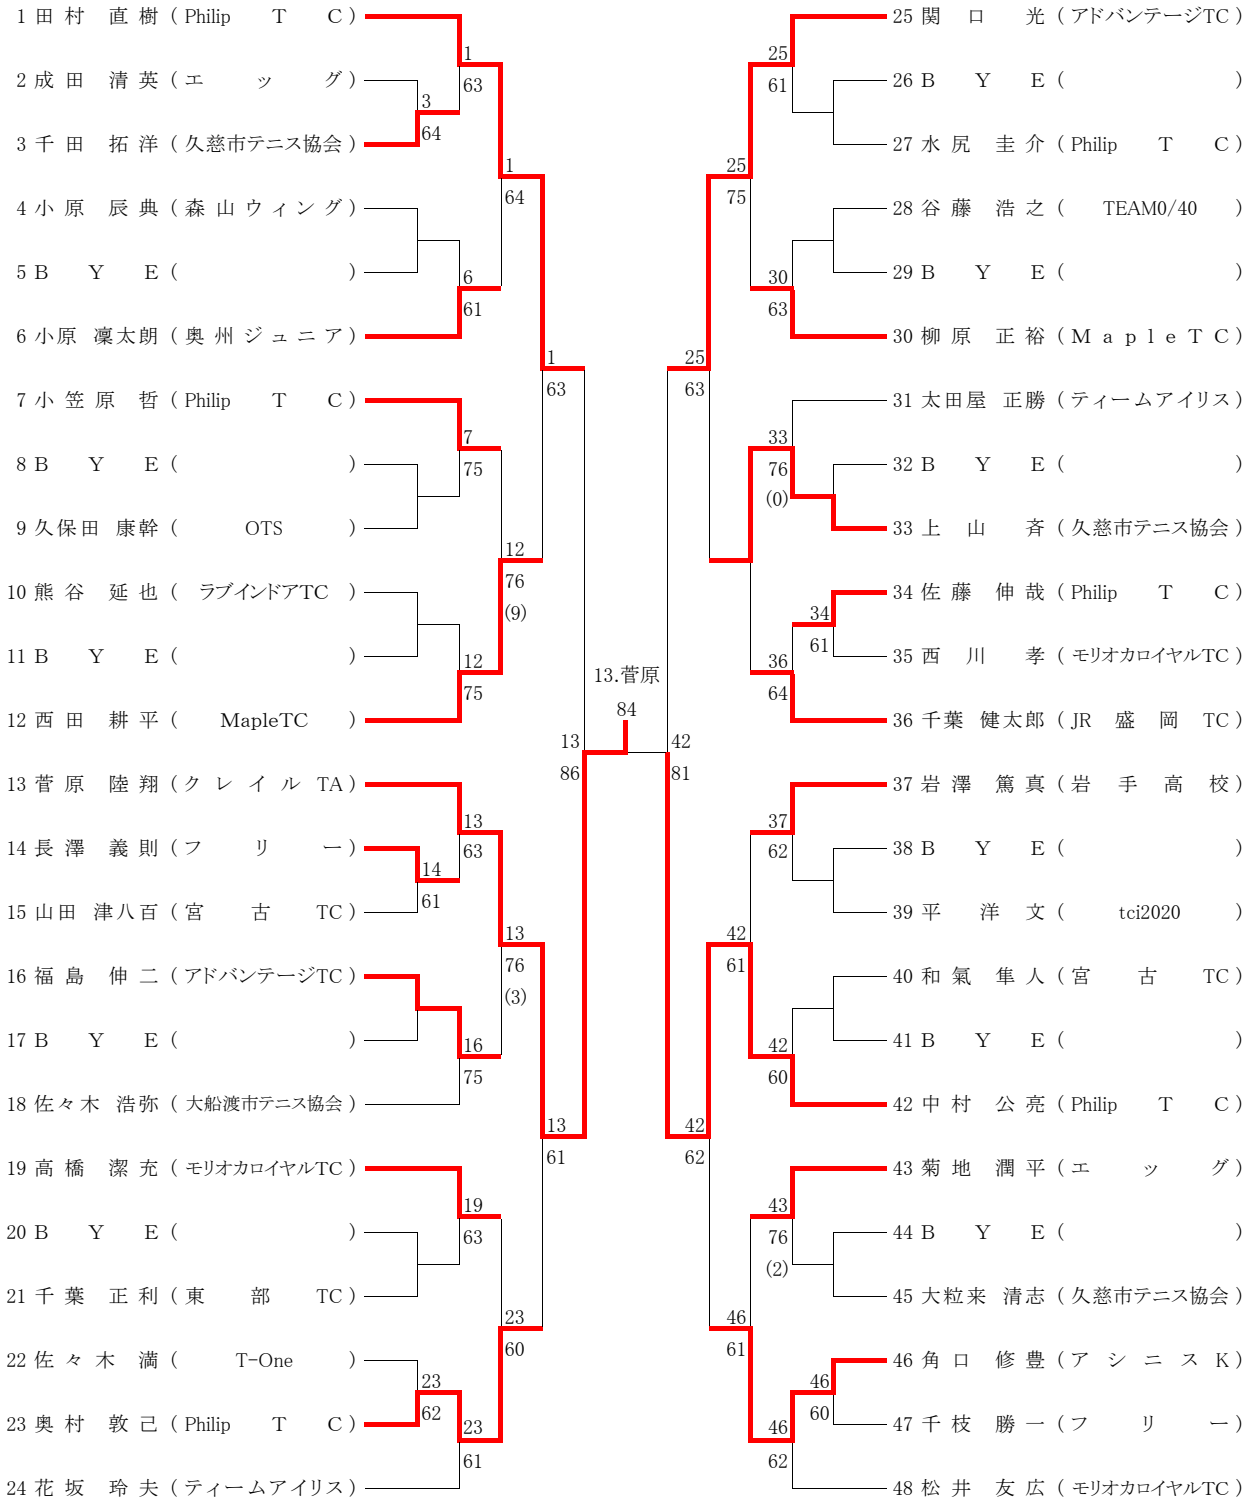 1 田村 直樹 (Philip T C)
2 成田 清英 (エッグ)
3 千田 拓洋 (久慈市テニス協会)
4 小原 辰典 (森山ウィング)
5 BYE ( )
6 小原 凜太朗 (奥州ジュニア)
7 小笠原 哲 (Philip T C)
8 BYE ( )
9 久保田 康幹 (OTS)
10 熊谷 延也 (ラブインドアTC)
11 BYE ( )
12 西田 耕平 (MapleTC)
13 菅原 陸翔 (クレイルTA)
14 長澤 義則 (フリー)
15 山田 津八百 (宮古TC)
16 福島 伸二 (アドバンテージTC)
17 BYE ( )
18 佐々木 浩弥 (大船渡市テニス協会)
19 高橋 潔充 (モリオカロイヤルTC)
20 BYE ( )
21 千葉 正利 (東部TC)
22 佐々木 満 (T-One)
23 奥村 敦己 (Philip T C)
24 花坂 玲夫 (ティームアイリス)
1
63
3
64
1
64
6
61
1
63
7
75
12
76
(9)
12
75
13
86
13
63
14
61
13
76
(3)
16
75
13
61
19
63
23
60
23
62
23
61
13.菅原
84
25
61
25
75
30
63
25
63
33
76
(0)
34
61
36
64
42
81
37
62
42
61
42
60
42
62
43
76
(2)
46
61
46
60
46
62
25 関口 光 (アドバンテージTC)
26 BYE ( )
27 水尻 圭介 (Philip T C)
28 谷藤 浩之 (TEAM0/40)
29 BYE ( )
30 柳原 正裕 (MapleTC)
31 太田屋 正勝 (ティームアイリス)
32 BYE ( )
33 上山 斉 (久慈市テニス協会)
34 佐藤 伸哉 (Philip T C)
35 西川 孝 (モリオカロイヤルTC)
36 千葉 健太郎 (JR 盛岡 TC)
37 岩澤 篤真 (岩手高校)
38 BYE ( )
39 平 洋文 (tci2020)
40 和氣 隼人 (宮古TC)
41 BYE ( )
42 中村 公亮 (Philip T C)
43 菊地 潤平 (エッグ)
44 BYE ( )
45 大粒来 清志 (久慈市テニス協会)
46 角口 修豊 (アシニスK)
47 千枝 勝一 (フリー)
48 松井 友広 (モリオカロイヤルTC)